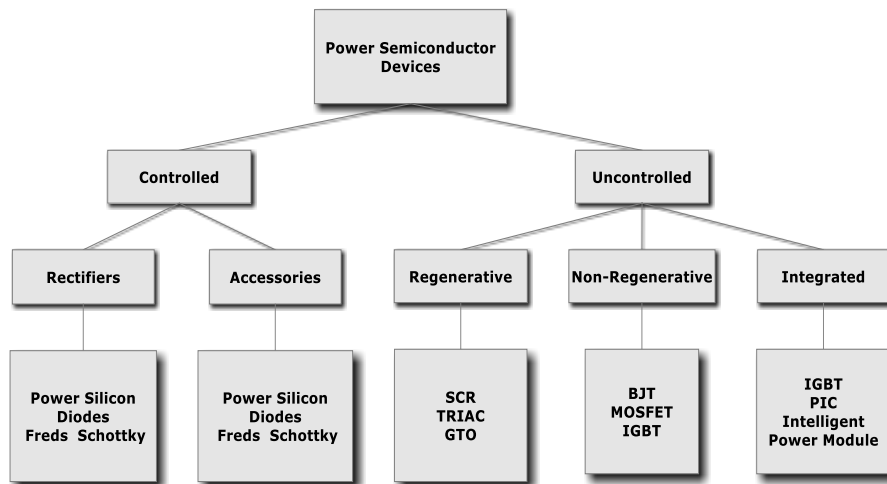 Power Semiconductor
Devices
Controlled
Uncontrolled
Rectifiers
Accessories
Regenerative
Non-Regenerative
Integrated
Power Silicon
Diodes
Freds Schottky
Power Silicon
Diodes
Freds Schottky
SCR
TRIAC
GTO
BJT
MOSFET
IGBT
IGBT
PIC
Intelligent
Power Module